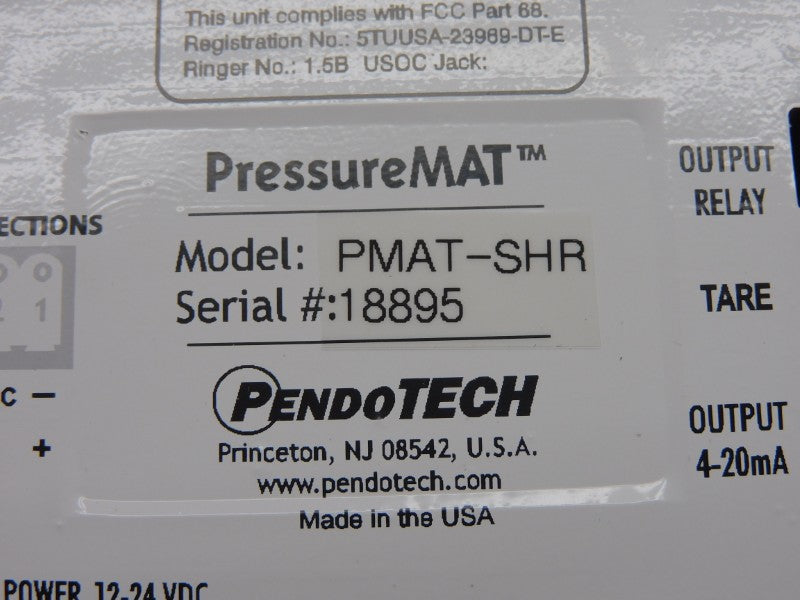 This unit complies with FCC Part 68.
Registration No.: 5TUUSA-23989-DT-E
Ringer No.: 1.5B USOC Jack:
PressureMAT™
Model: PMAT-SHR
Serial #:18895
PENDOTECH
Princeton, NJ 08542, U.S.A.
www.pendotech.com
Made in the USA
OUTPUT
RELAY
TARE
OUTPUT
4-20mA
ECTIONS
2 1
C –
+
POWER 12-24 VDC